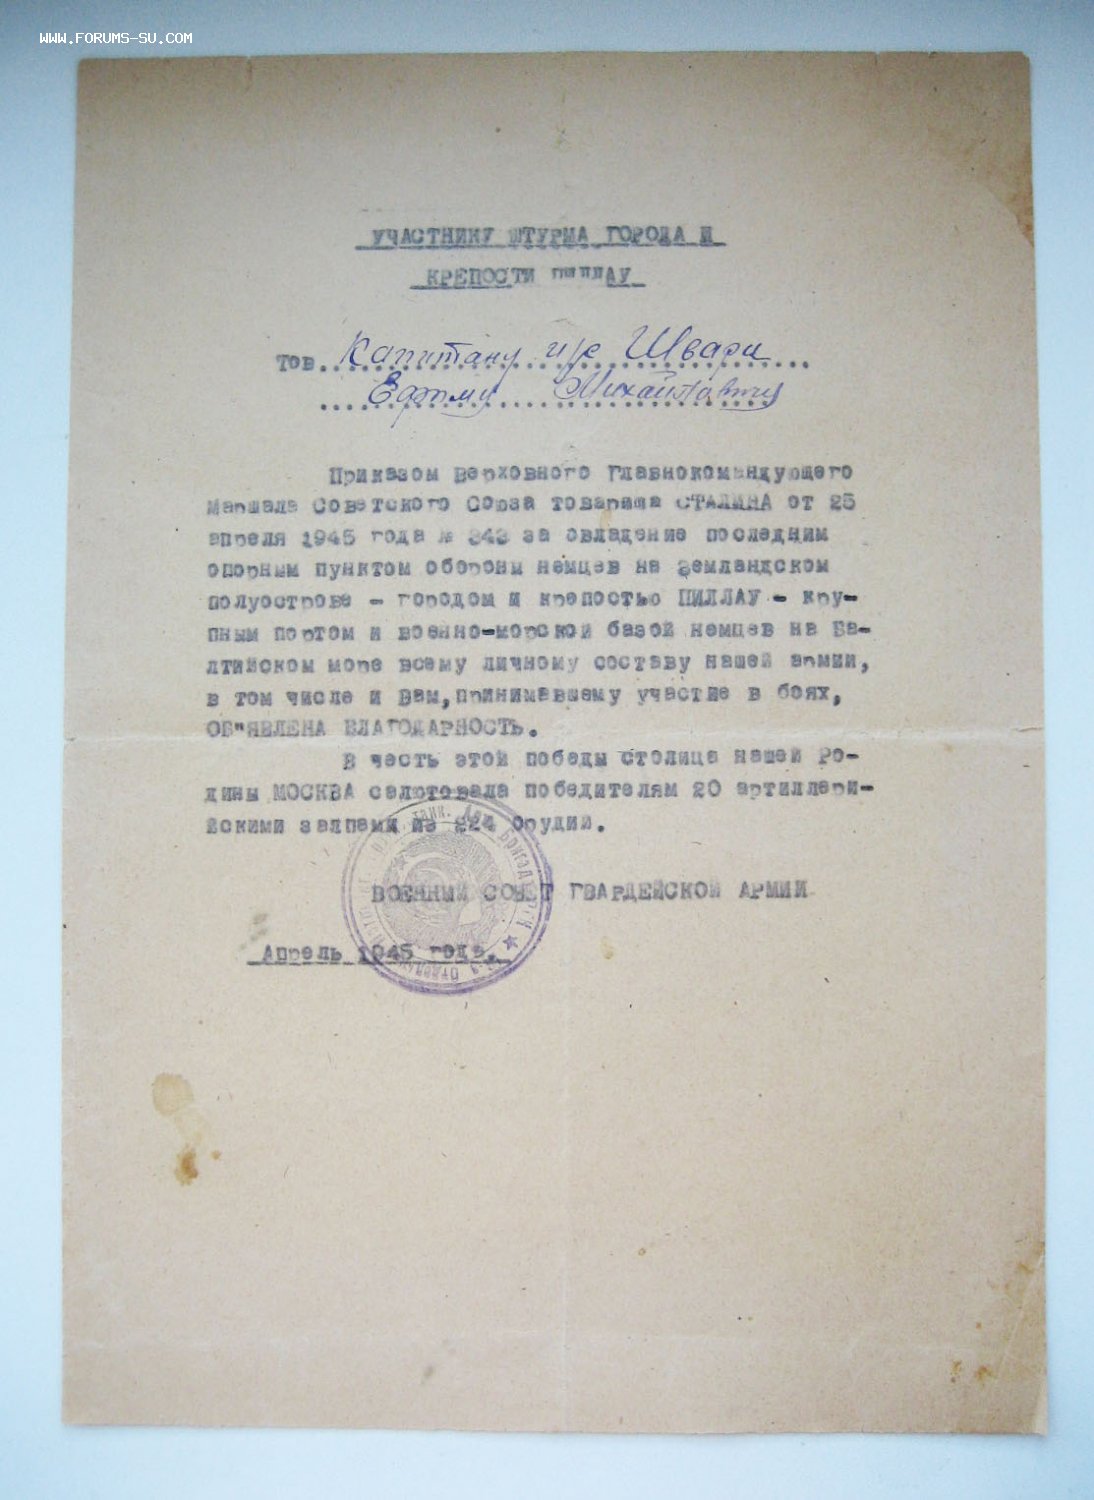 WWW.FORUMS-SU.COM
УЧАСТНИКУ ШТУРМА ГОРОДА И
КРЕПОСТИ ПИЛЛАУ
Тов. Капитану и/с Шварц
Ефиму Михайловичу
Приказом Верховного Главнокомандующего
Маршала Советского Союза товарища СТАЛИНА от 25
апреля 1945 года № 343 за овладение последним
опорным пунктом обороны немцев на Земландском
полуострове - городом и крепостью ПИЛЛАУ - кру-
пным портом и военно-морской базой немцев на Ба-
лтийском море всему личному составу нашей армии,
в том числе и Вам, принимавшему участие в боях,
ОБ"ЯВЛЕНА БЛАГОДАРНОСТЬ.
В честь этой победы столица нашей Ро-
дины МОСКВА салютовала победителям 20 артиллери-
йскими залпами из 224 орудий.
ВОЕННЫЙ СОВЕТ ГВАРДЕЙСКОЙ АРМИИ
Апрель 1945 года.